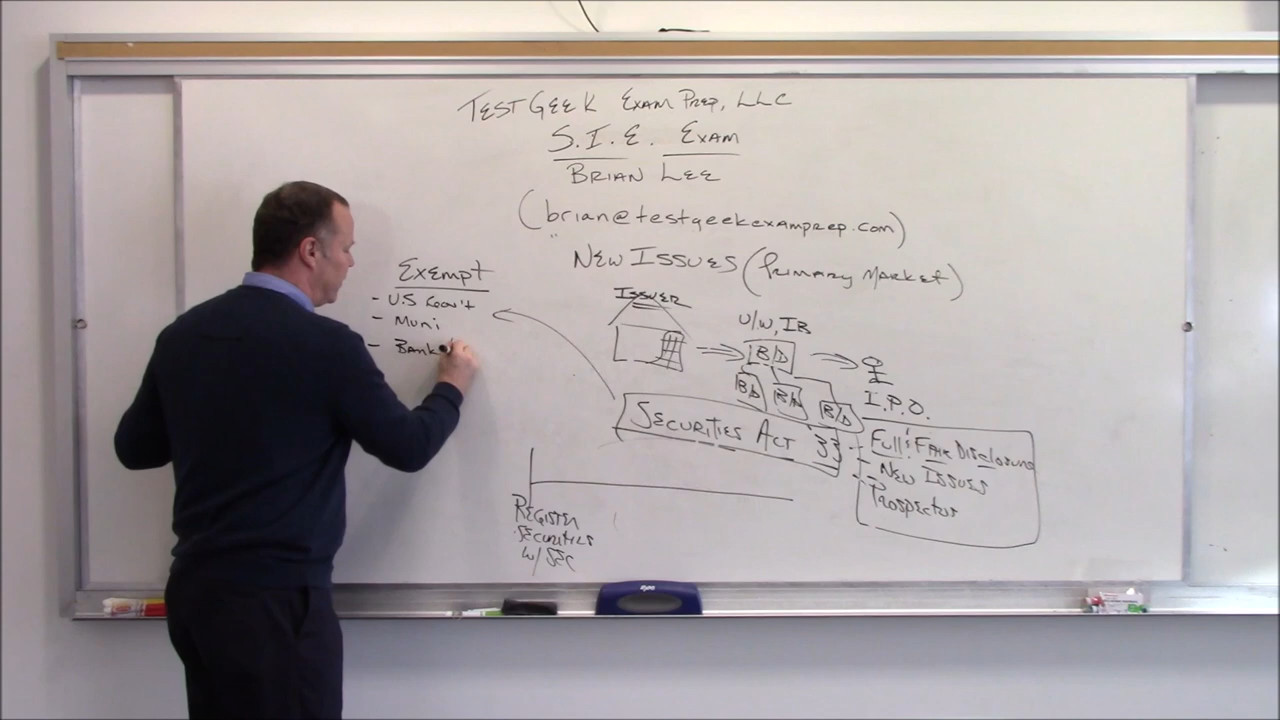 TESTGEEK EXAM PREP, LLC
S.I.E. EXAM
BRIAN LEE
(brian@testgeekexamprep.com)
NEW ISSUES (PRIMARY MARKET)
Exempt
- U.S Gov't
- Muni
- Bank
ISSUER
U/W, IB
B/D
B/D
B/D
B/D
I.P.O.
SECURITIES ACT '33
- Full & FAIR DISCLOSURE
- NEW ISSUES
- Prospectus
REGISTER
SECURITIES
W/ SEC
EXPO